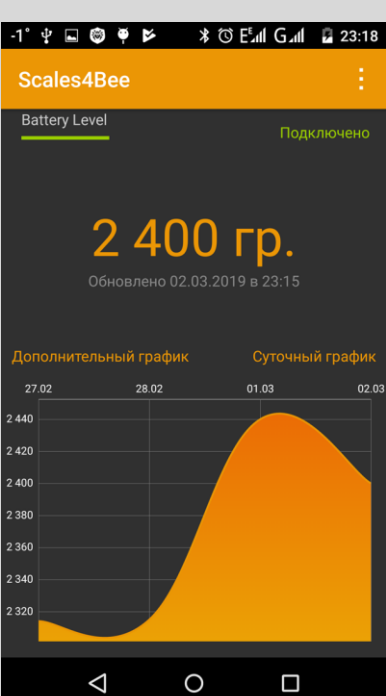 -1° E 23:18
Scales4Bee
Battery Level
Подключено
2 400 гр.
Обновлено 02.03.2019 в 23:15
Дополнительный график Суточный график
27.02 28.02 01.03 02.03
2 440
2 420
2 400
2 380
2 360
2 340
2 320